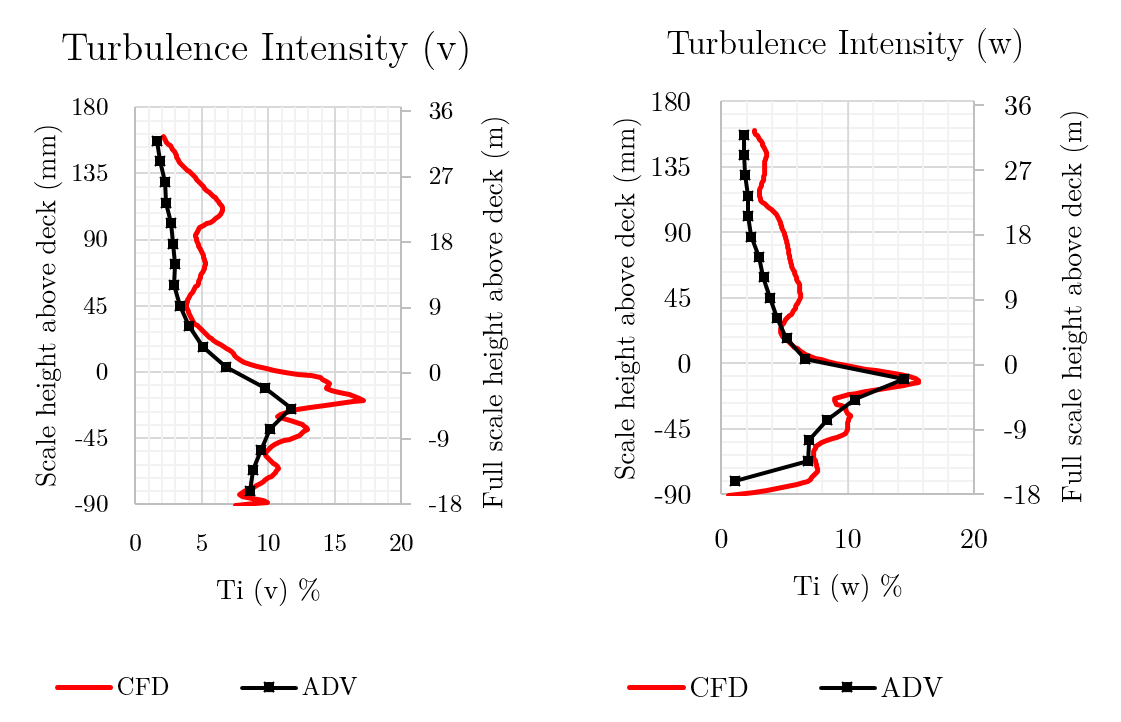 Turbulence Intensity (v)
180
135
90
45
0
-45
-90
Scale height above deck (mm)
36
27
18
9
0
-9
-18
Full scale height above deck (m)
0 5 10 15 20
Ti (v) %
CFD ADV
Turbulence Intensity (w)
180
135
90
45
0
-45
-90
Scale height above deck (mm)
36
27
18
9
0
-9
-18
Full scale height above deck (m)
0 10 20
Ti (w) %
CFD ADV